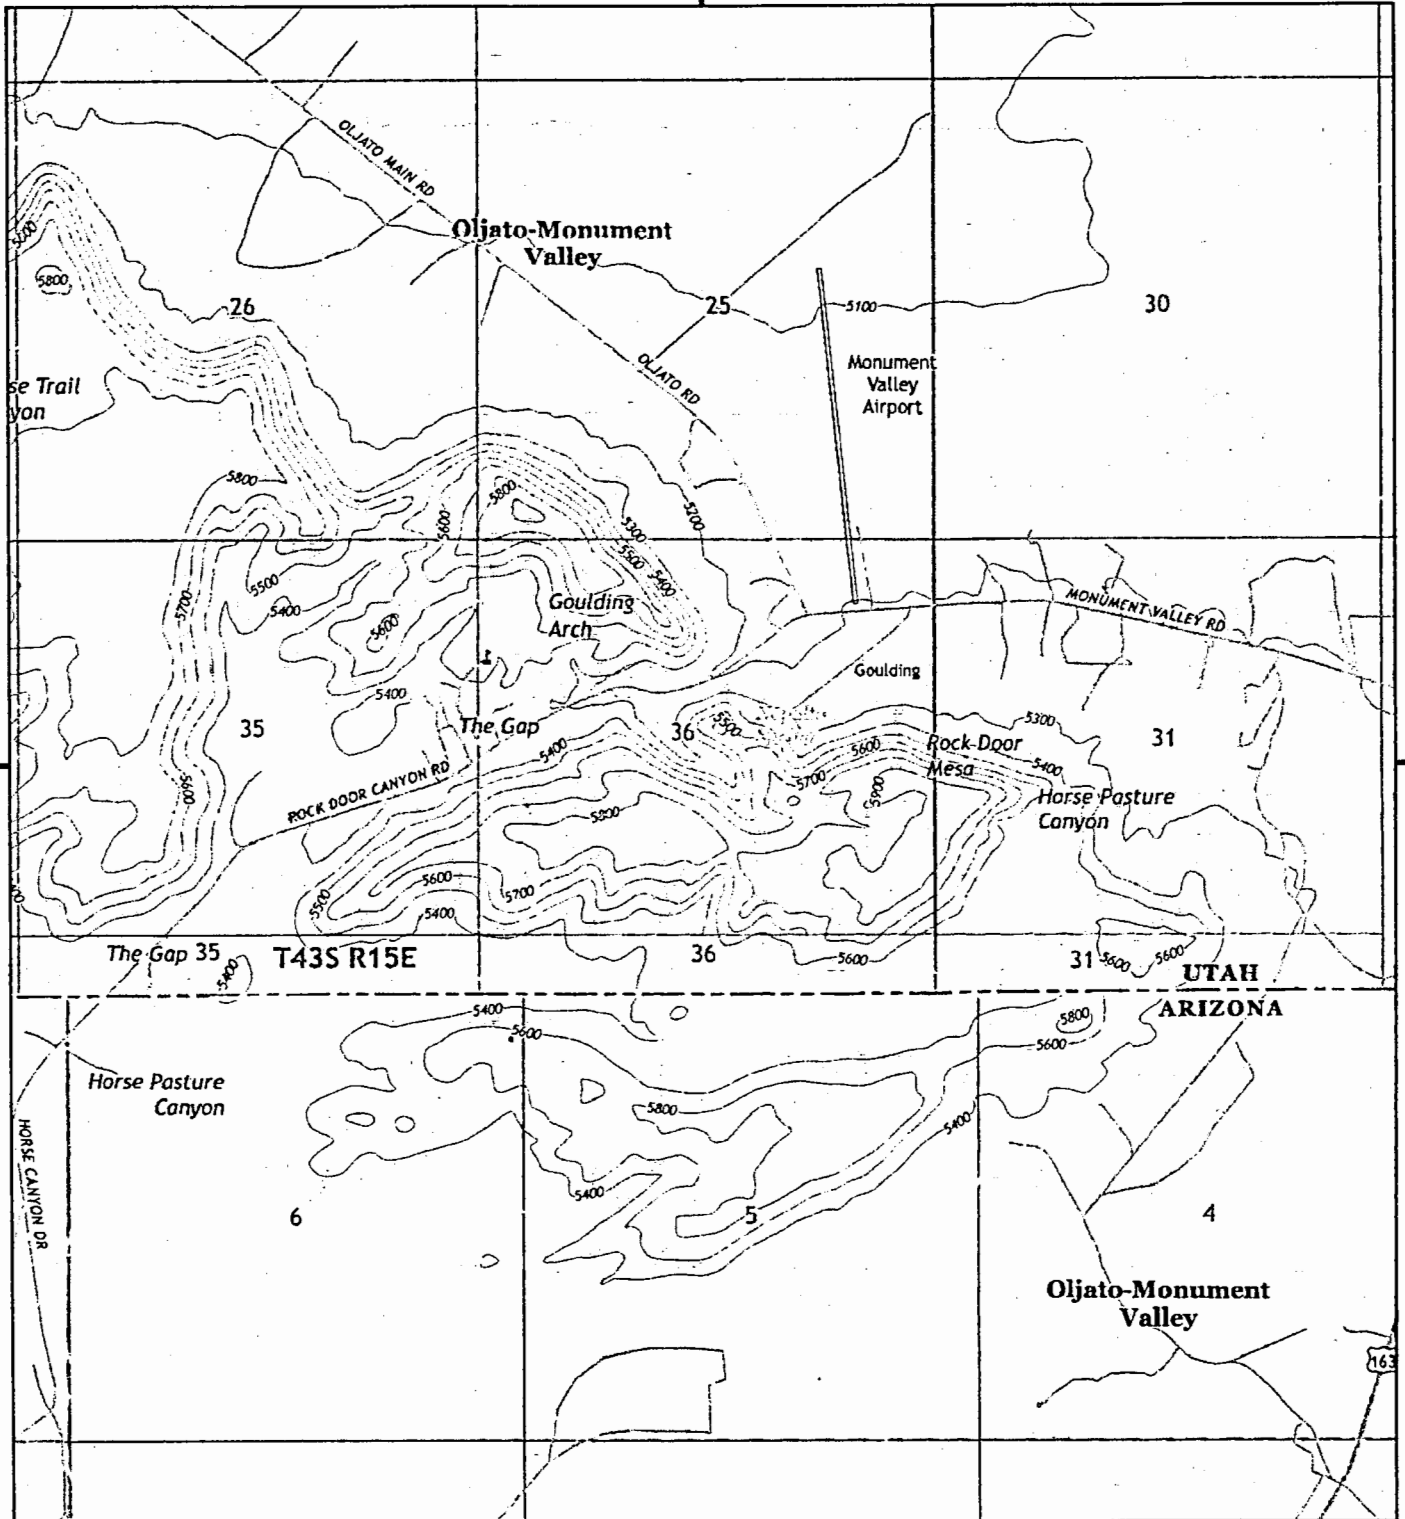 OLJATO MAIN RD
Oljato-Monument
Valley
5600
5800
26
25
5100
30
Monument
Valley
Airport
OLJATO RD
se Trail
yon
5800
5800
5600
5200
5300
5500
5400
5500
5400
5700
5600
Goulding
Arch
MONUMENT VALLEY RD
Goulding
5400
35
The Gap
36
5500
5300
31
5400
5600
Rock Door
Mesa
5400
5700
5900
5600
ROCK DOOR CANYON RD
Horse Pasture
Canyon
5800
5600
5700
5500
5400
The Gap
35
T43S R15E
36
5600
31
5600
5600
5400
UTAH
ARIZONA
5400
5600
5800
5600
Horse Pasture
Canyon
5800
5400
HORSE CANYON DR
5400
6
5
4
Oljato-Monument
Valley
163